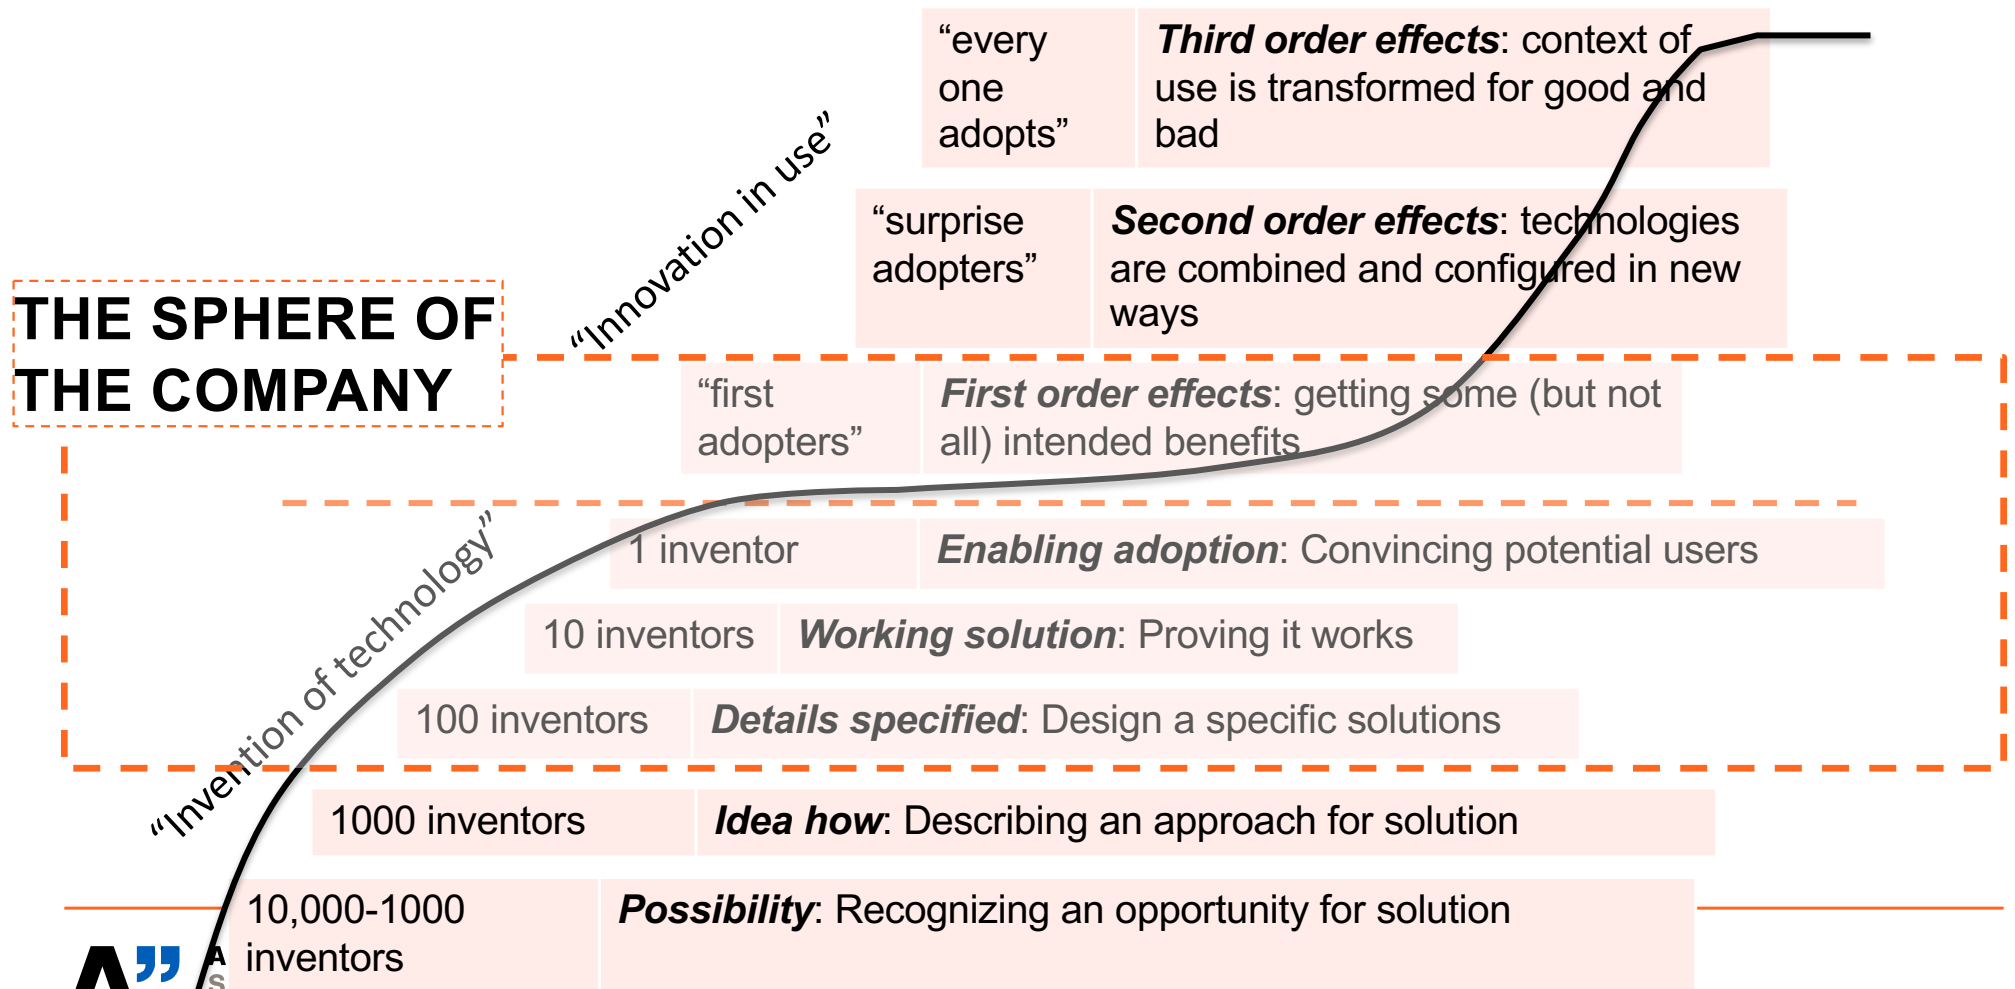 “every
one
adopts”
Third order effects: context of
use is transformed for good and
bad
“Innovation in use”
“surprise
adopters”
Second order effects: technologies
are combined and configured in new
ways
THE SPHERE OF
THE COMPANY
“first
adopters”
First order effects: getting some (but not
all) intended benefits
“Invention of technology”
1 inventor
Enabling adoption: Convincing potential users
10 inventors
Working solution: Proving it works
100 inventors
Details specified: Design a specific solutions
1000 inventors
Idea how: Describing an approach for solution
10,000-1000
inventors
Possibility: Recognizing an opportunity for solution
A”
A
S